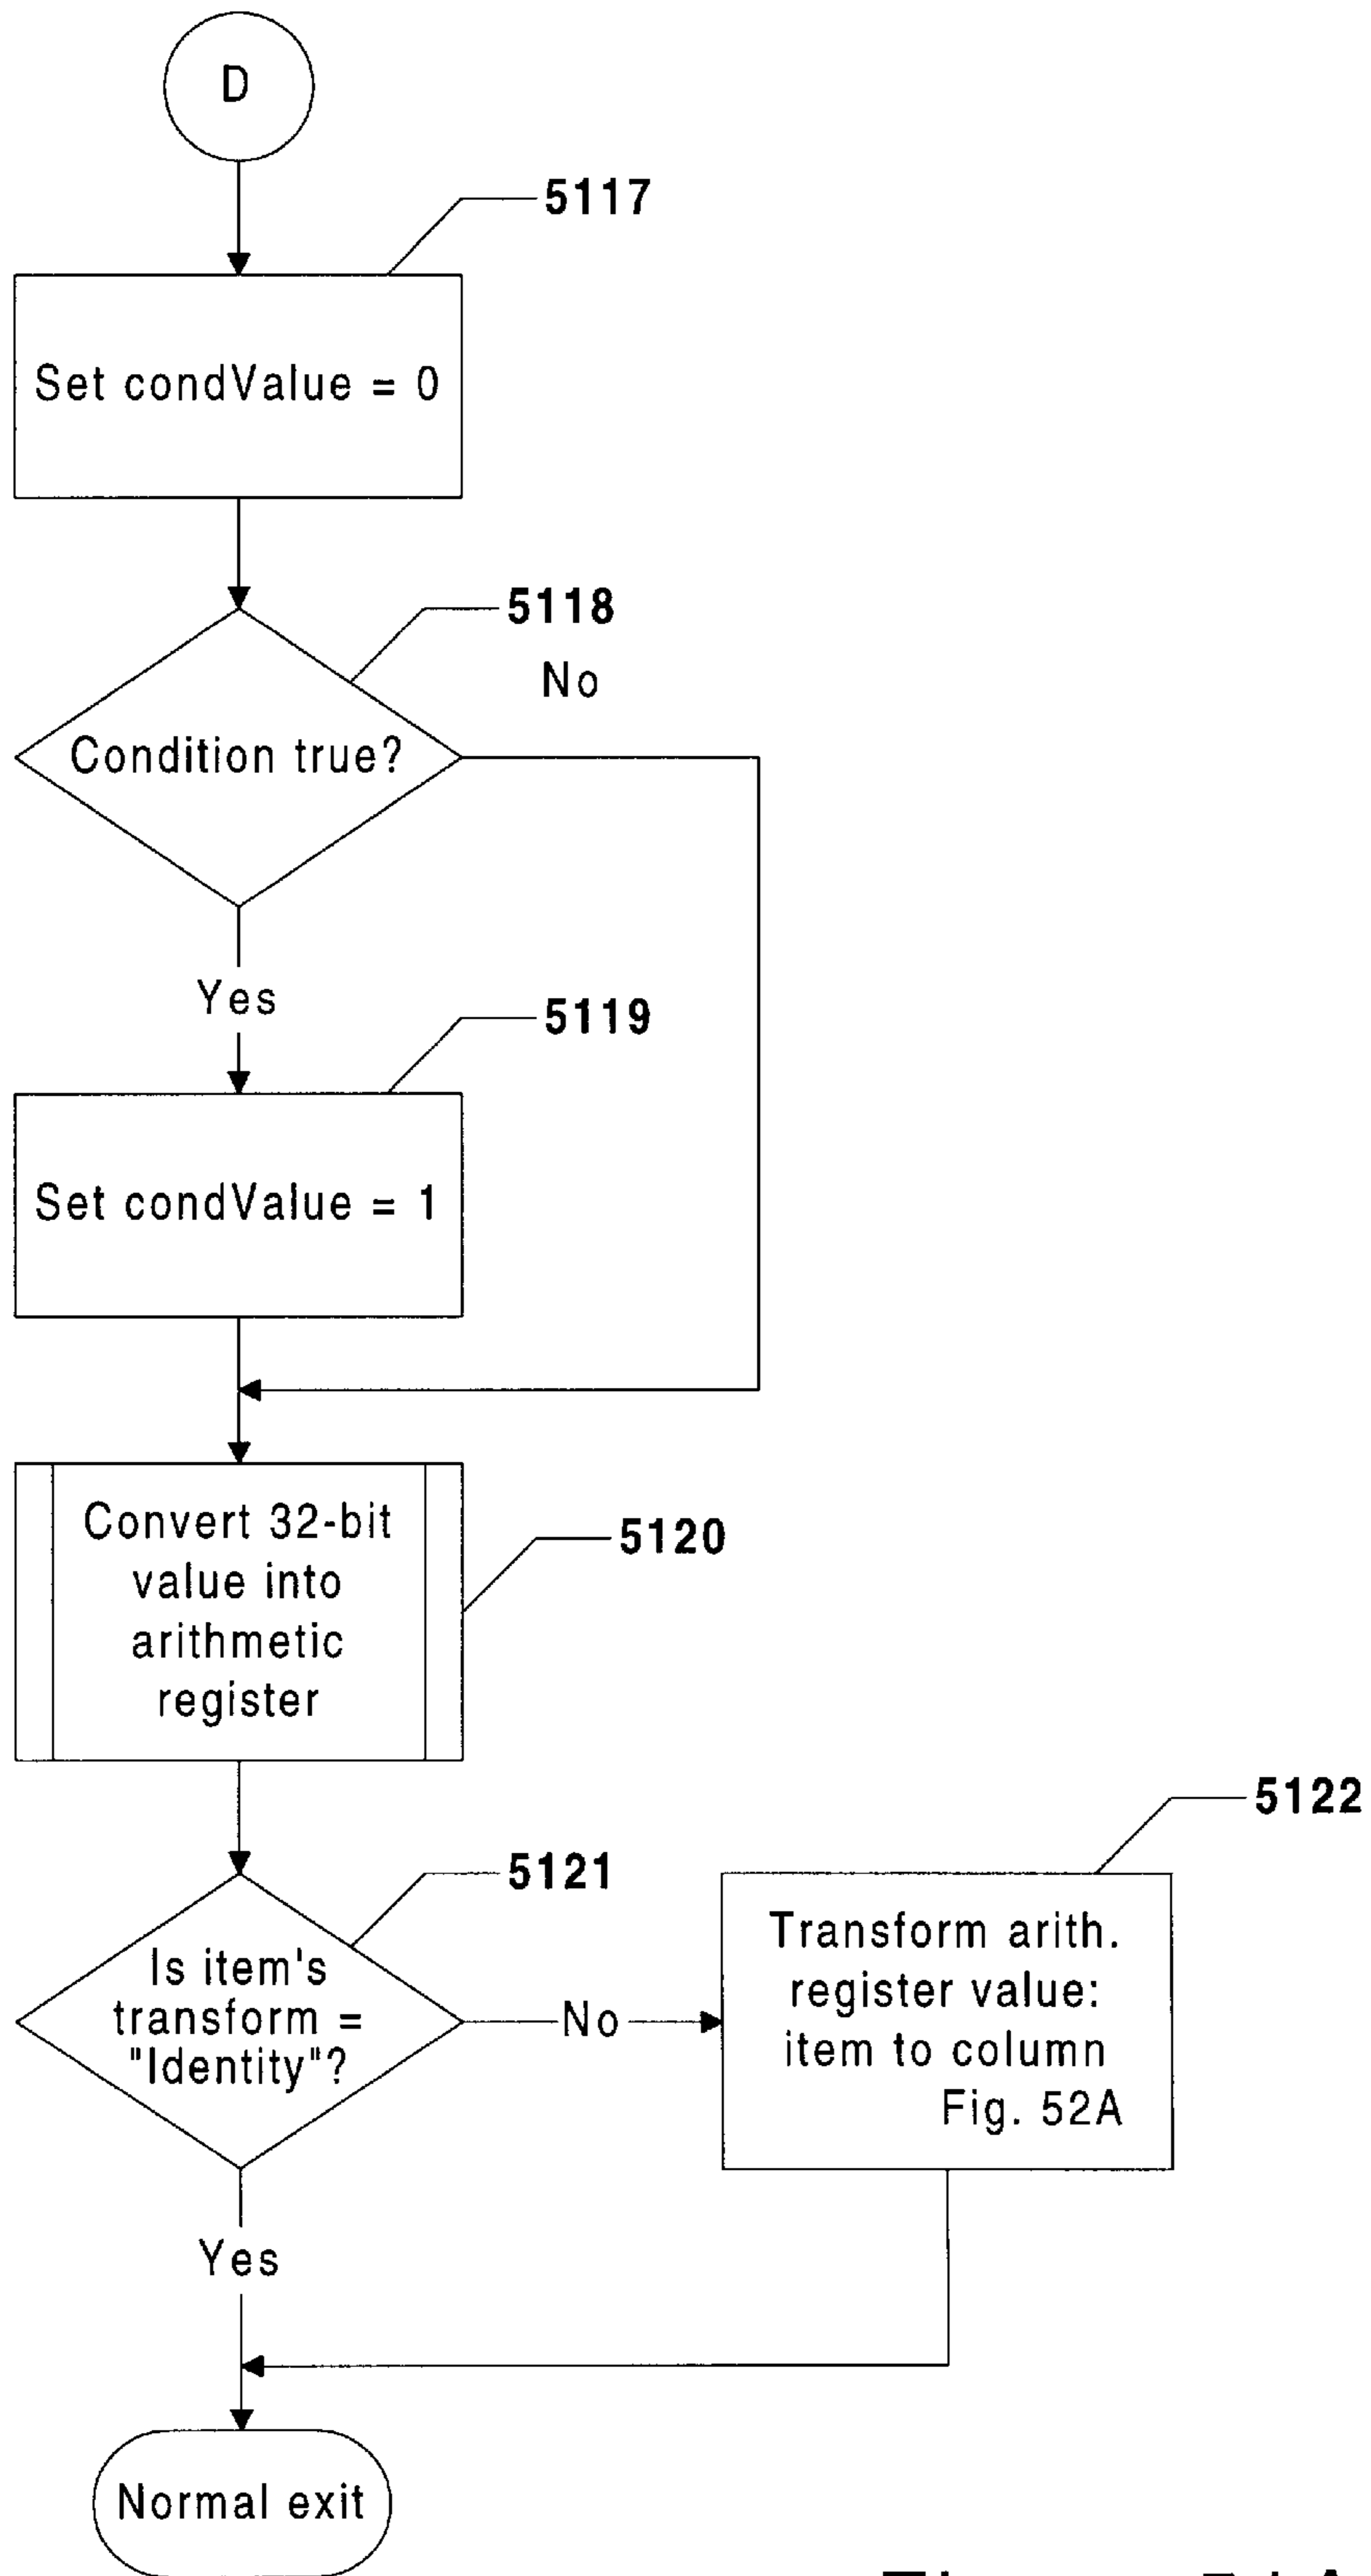 D
5117
Set condValue = 0
5118
No
Condition true?
Yes
5119
Set condValue = 1
Convert 32-bit
value into
arithmetic
register
5120
5121
Is item's
transform =
"Identity"?
No
5122
Transform arith.
register value:
item to column
Fig. 52A
Yes
Normal exit